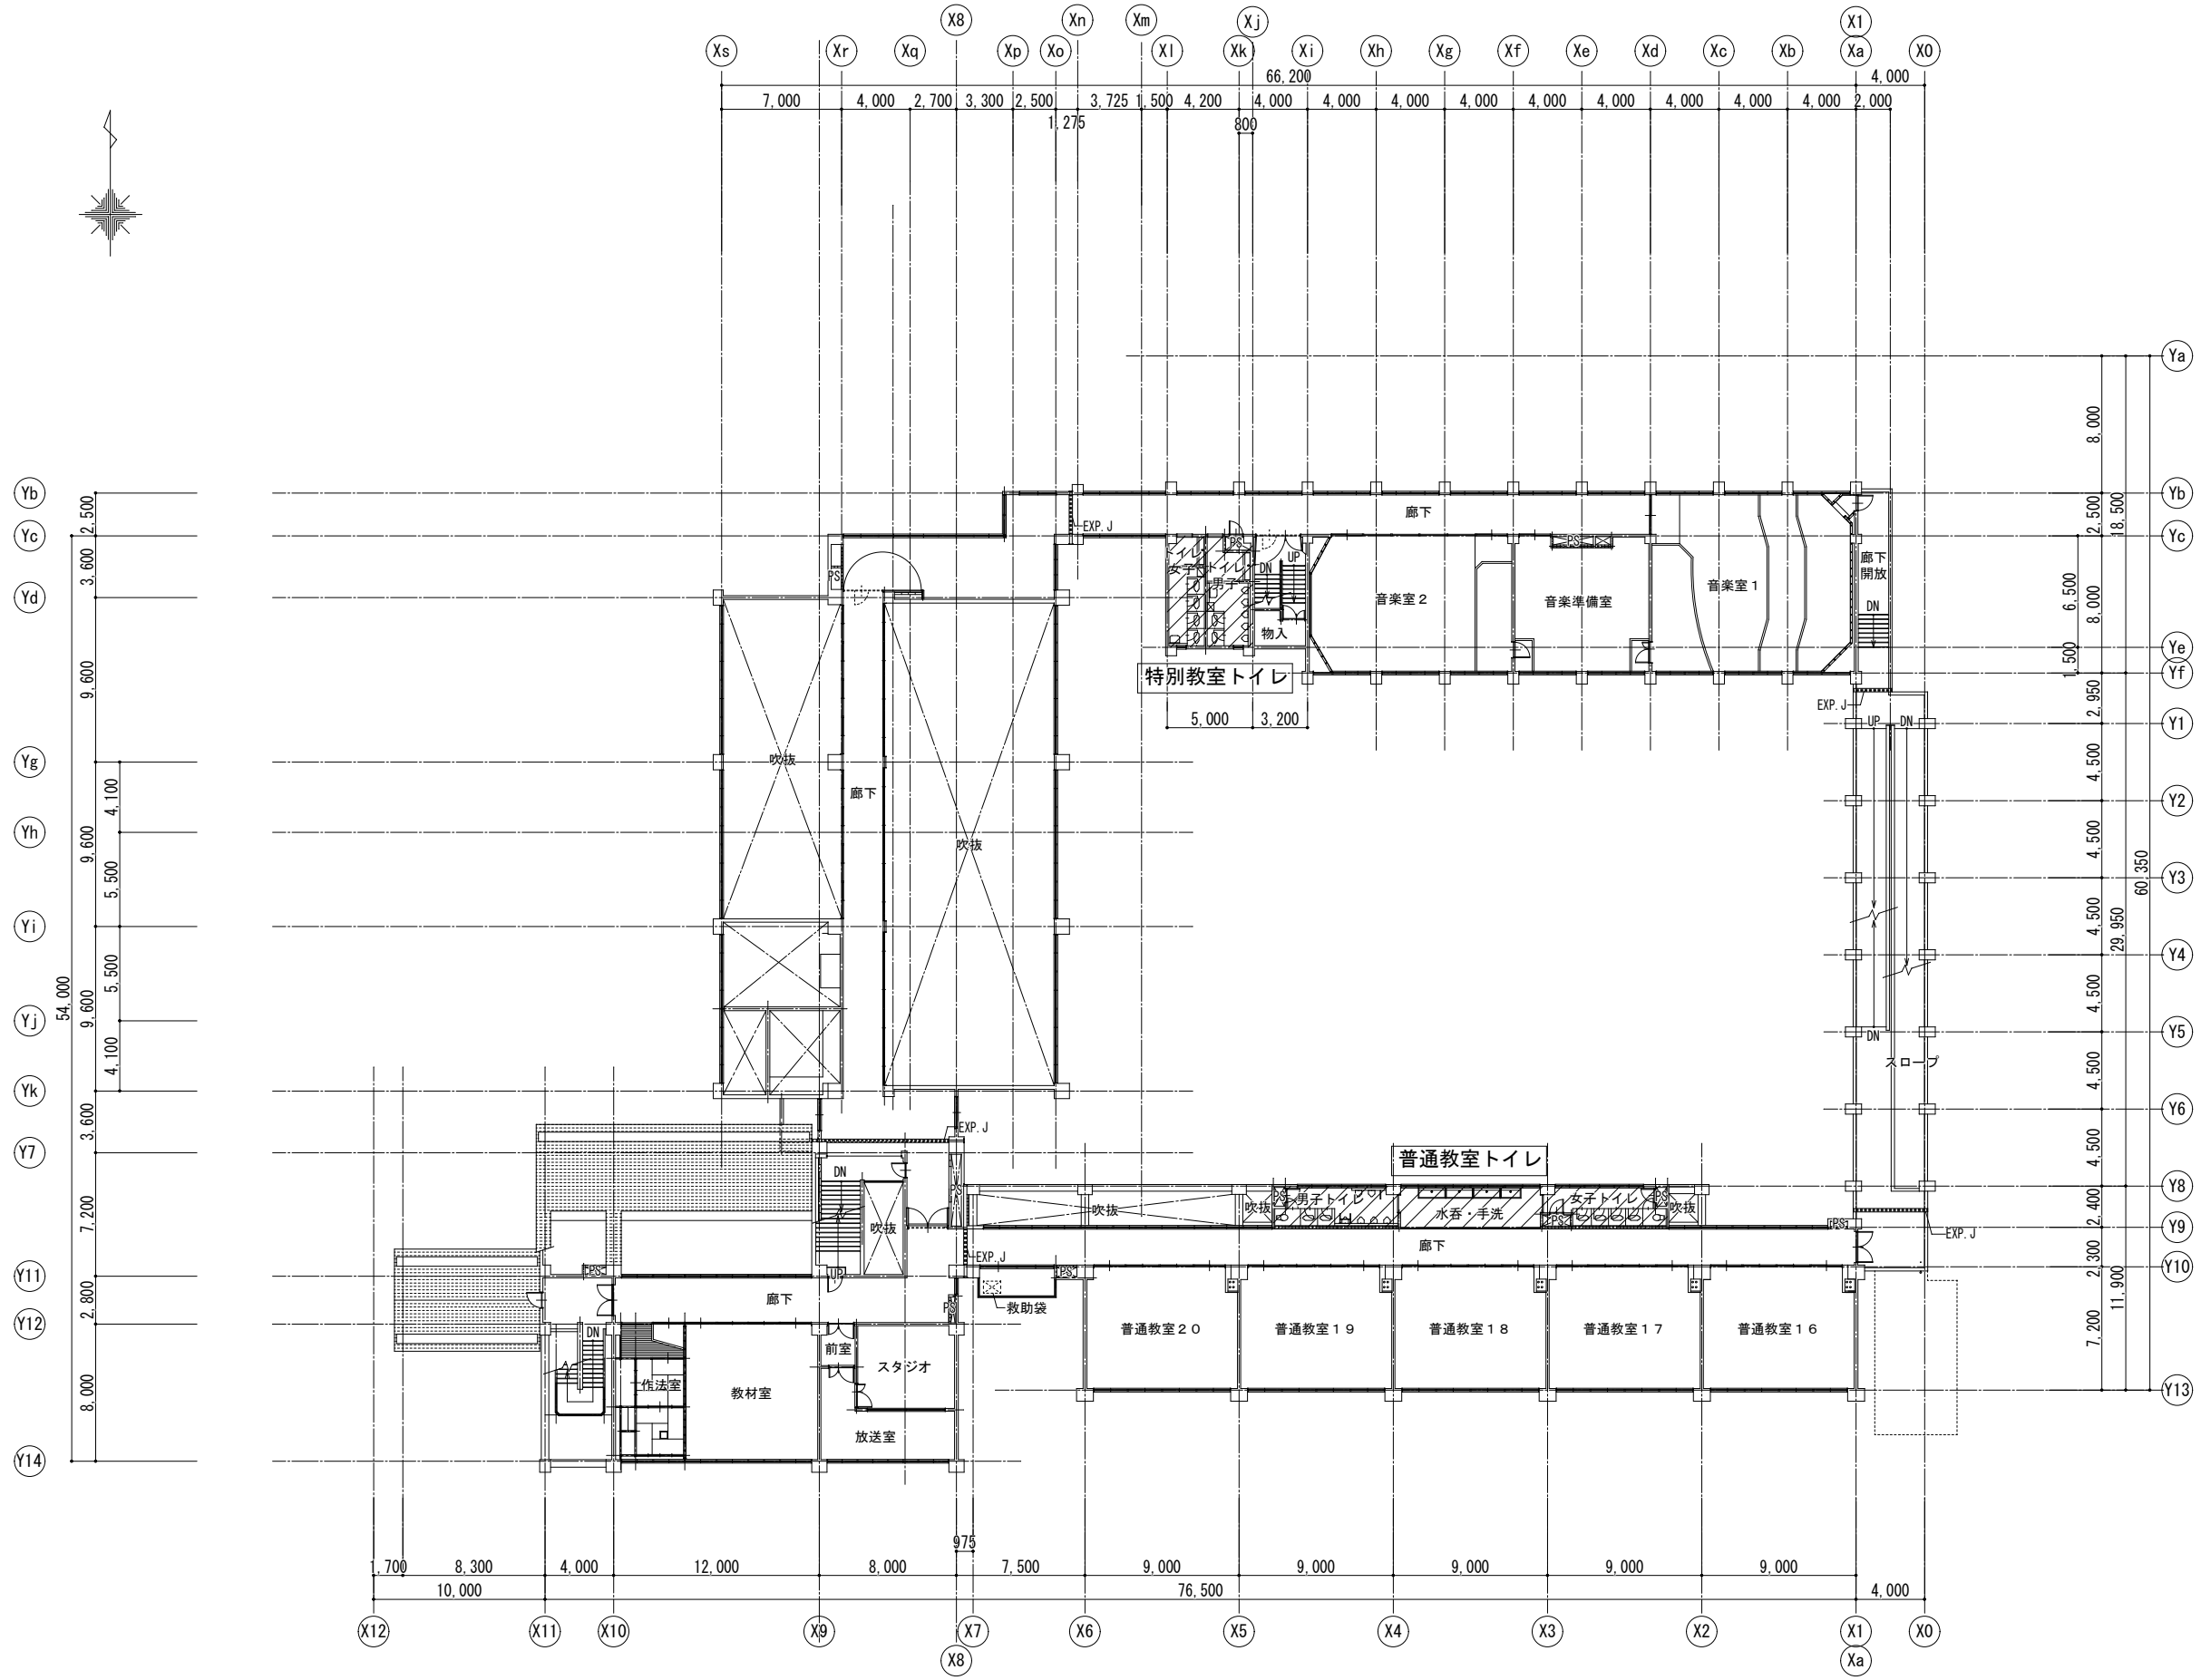 X8 Xn Xm Xj X1
Xs Xr Xq Xp Xo Xl Xk Xi Xh Xg Xf Xe Xd Xc Xb Xa X0
66,200 4,000
7,000 4,000 2,700 3,300 2,500 3,725 1,500 4,200 4,000 4,000 4,000 4,000 4,000 4,000 4,000 4,000 4,000 2,000
1,275 800
Ya
8,000
Yb Yb
2,500 EXP.J 廊下 2,500 18,500
Yc Yc
3,600 PS トイレ 女子 トイレ 男子 PS DN UP PS 廊下 開放
音楽室2 音楽準備室 音楽室1 6,500 8,000
Yd DN
物入
Ye
特別教室トイレ 1,500
Yf
9,600 5,000 3,200 EXP.J 2,950
UP DN Y1
吹抜 4,500
Yg
4,100 廊下 Y2
Yh 吹抜 4,500
9,600 5,500 60,350
Y3
Yi 4,500 29,950
Y4
54,000 9,600 5,500 4,500
Yj DN Y5
4,100 スロープ 4,500
Yk Y6
3,600 EXP.J 4,500
Y7 普通教室トイレ
DN Y8
7,200 PS 吹抜 吹抜 吹抜 PS 男子トイレ 水呑・手洗 PS 女子トイレ PS 吹抜 PS 2,400
Y9
EXP.J 廊下 EXP.J 2,300
Y11 PS UP PS Y10
2,800 廊下 PS 救助袋 11,900
Y12 DN
前室 スタジオ 普通教室20 普通教室19 普通教室18 普通教室17 普通教室16 7,200
8,000 作法室 教材室
Y13
放送室
Y14
975
1,700 8,300 4,000 12,000 8,000 7,500 9,000 9,000 9,000 9,000 9,000
10,000 76,500 4,000
X12 X11 X10 X9 X7 X6 X5 X4 X3 X2 X1 X0
X8 Xa